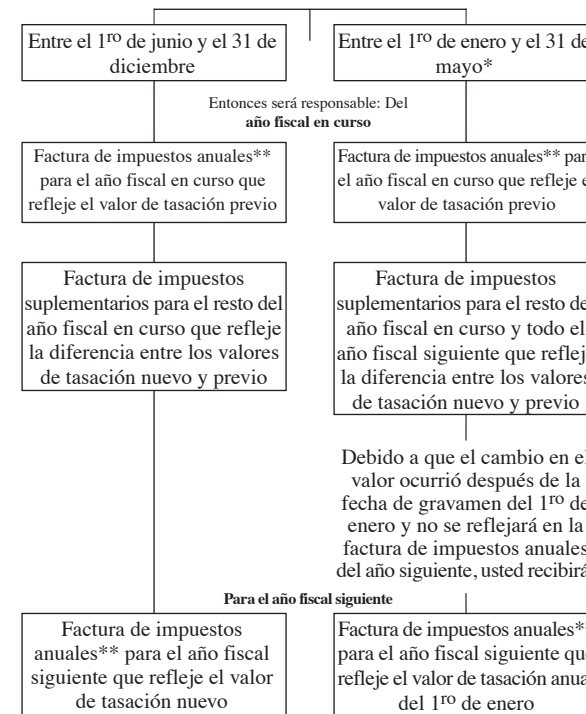 Entre el 1ro de junio y el 31 de
diciembre
Entre el 1ro de enero y el 31 de
mayo*
Entonces será responsable: Del
año fiscal en curso
Factura de impuestos anuales**
para el año fiscal en curso que
refleje el valor de tasación previo
Factura de impuestos anuales** par
el año fiscal en curso que refleje e
valor de tasación previo
Factura de impuestos
suplementarios para el resto del
año fiscal en curso que refleje
la diferencia entre los valores
de tasación nuevo y previo
Factura de impuestos
suplementarios para el resto de
año fiscal en curso y todo el
año fiscal siguiente que reflej
la diferencia entre los valores
de tasación nuevo y previo
Debido a que el cambio en el
valor ocurrió después de la
fecha de gravamen del 1ro de
enero y no se reflejará en la
factura de impuestos anuales
del año siguiente, usted recibirá
Para el año fiscal siguiente
Factura de impuestos
anuales** para el año fiscal
siguiente que refleje el valor
de tasación nuevo
Factura de impuestos anuales**
para el año fiscal siguiente que
refleje el valor de tasación anua
del 1ro de enero